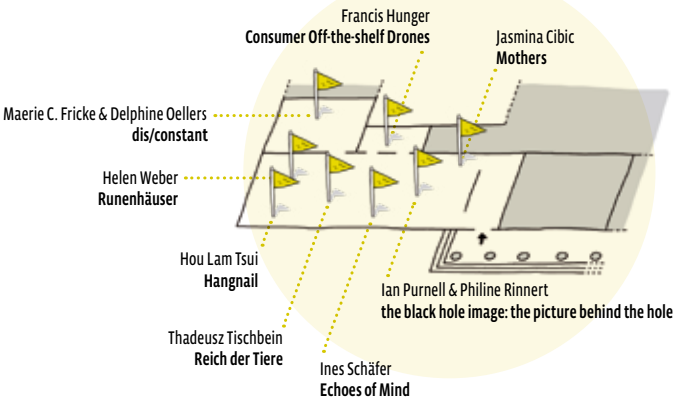 Francis Hunger
Consumer Off-the-shelf Drones
Jasmina Cibic
Mothers
Maerie C. Fricke & Delphine Oellers
dis/constant
Helen Weber
Runenhäuser
Hou Lam Tsui
Hangnail
Ian Purnell & Philine Rinnert
the black hole image: the picture behind the hole
Thadeusz Tischbein
Reich der Tiere
Ines Schäfer
Echoes of Mind